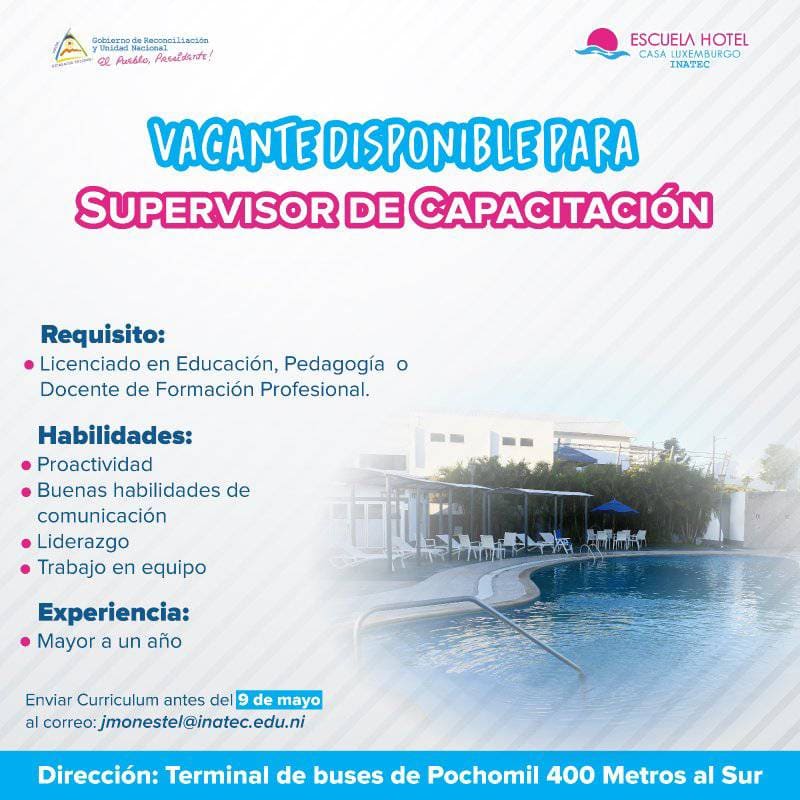 Gobierno de Reconciliación
y Unidad Nacional
El Pueblo, Presidente!
ESCUELA HOTEL
CASA LUXEMBURGO
INATEC
VACANTE DISPONIBLE PARA
SUPERVISOR DE CAPACITACIÓN
Requisito:
Licenciado en Educación, Pedagogía o
Docente de Formación Profesional.
Habilidades:
Proactividad
Buenas habilidades de
comunicación
Liderazgo
Trabajo en equipo
Experiencia:
Mayor a un año
Enviar Curriculum antes del 9 de mayo
al correo: jmonestel@inatec.edu.ni
Dirección: Terminal de buses de Pochomil 400 Metros al Sur